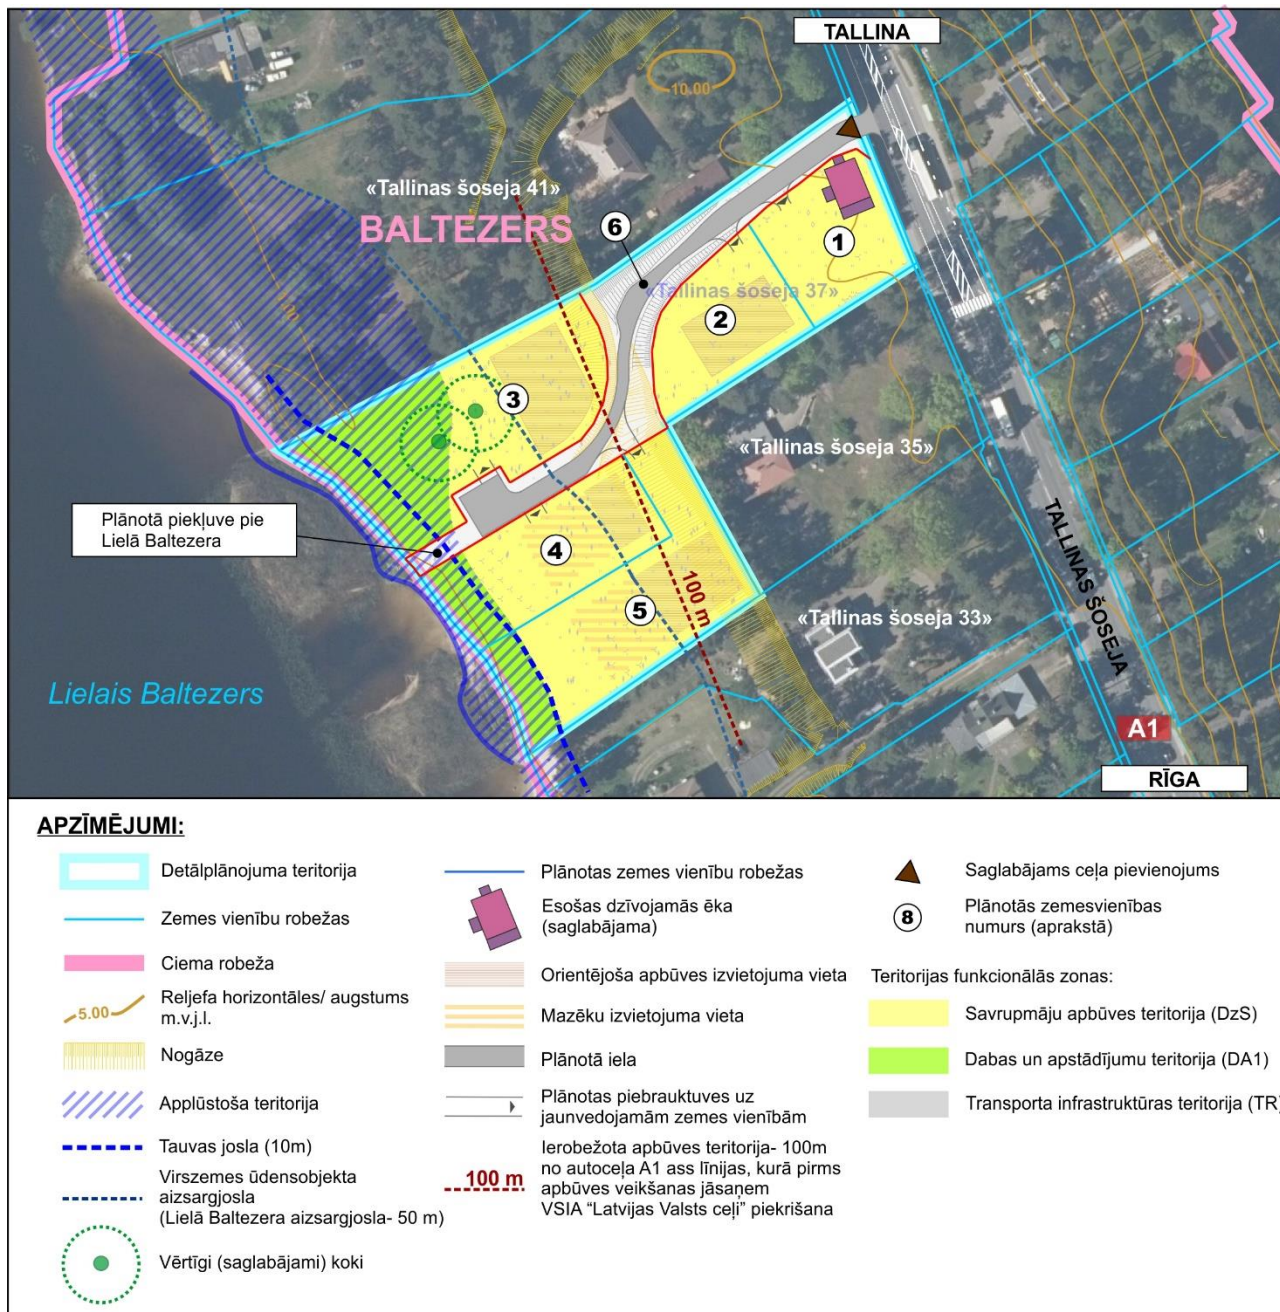 TALLINA
10.00
«Tallinas šoseja 41»
BALTEZERS
6
1
«Tallinas šoseja 37»
2
3
«Tallinas šoseja 35»
Plānotā piekļuve pie
Lielā Baltezera
4
100 m
5
«Tallinas šoseja 33»
TALLINAS ŠOSEJA
Lielais Baltezers
A1
RĪGA
APZĪMĒJUMI:
Detālplānojuma teritorija
Zemes vienību robežas
Ciema robeža
5.00
Reljefa horizontāles/ augstums
m.v.j.l.
Nogāze
Applūstoša teritorija
Tauvas josla (10m)
Virszemes ūdensobjekta
aizsargjosla
(Lielā Baltezera aizsargjosla- 50 m)
Vērtīgi (saglabājami) koki
Plānotas zemes vienību robežas
Esošas dzīvojamās ēka
(saglabājama)
Orientējoša apbūves izvietojuma vieta
Mazēku izvietojuma vieta
Plānotā iela
Plānotas piebrauktuves uz
jaunvedojamām zemes vienībām
100 m
Ierobežota apbūves teritorija- 100m
no autoceļa A1 ass līnijas, kurā pirms
apbūves veikšanas jāsaņem
VSIA “Latvijas Valsts ceļi” piekrišana
Saglabājams ceļa pievienojums
8
Plānotās zemesvienības
numurs (aprakstā)
Teritorijas funkcionālās zonas:
Savrupmāju apbūves teritorija (DzS)
Dabas un apstādījumu teritorija (DA1)
Transporta infrastruktūras teritorija (TR)